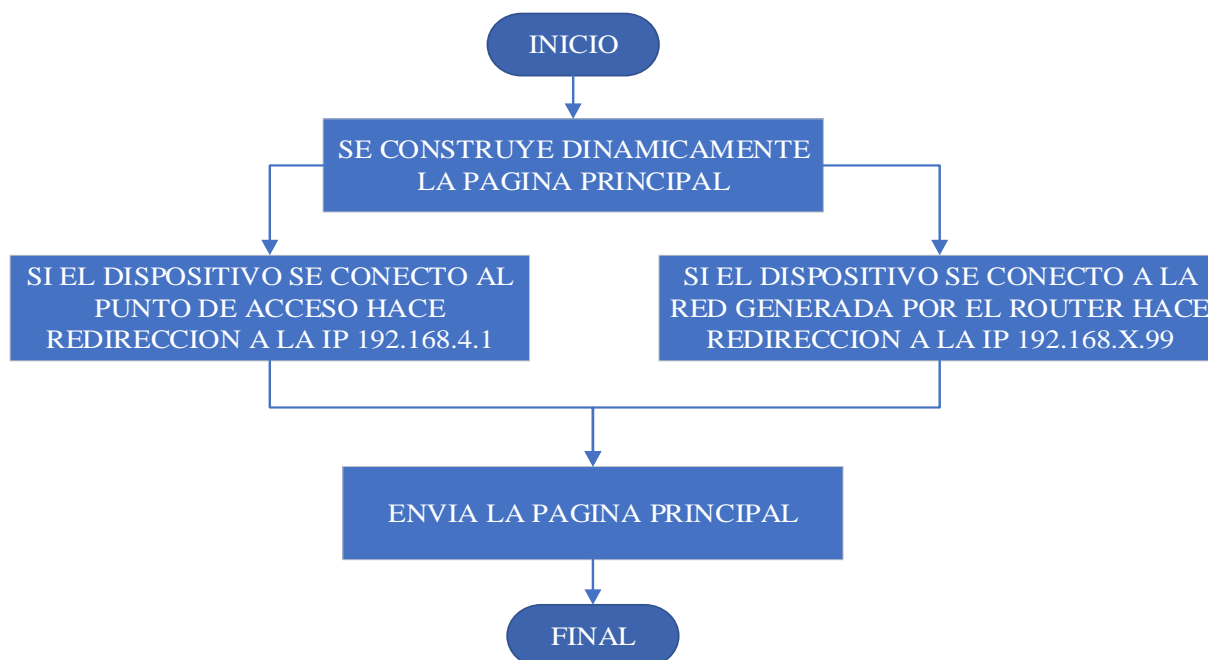 INICIO
SE CONSTRUYE DINAMICAMENTE
LA PAGINA PRINCIPAL
SI EL DISPOSITIVO SE CONECTO AL
PUNTO DE ACCESO HACE
REDIRECCION A LA IP 192.168.4.1
SI EL DISPOSITIVO SE CONECTO A LA
RED GENERADA POR EL ROUTER HACE
REDIRECCION A LA IP 192.168.X.99
ENVIA LA PAGINA PRINCIPAL
FINAL